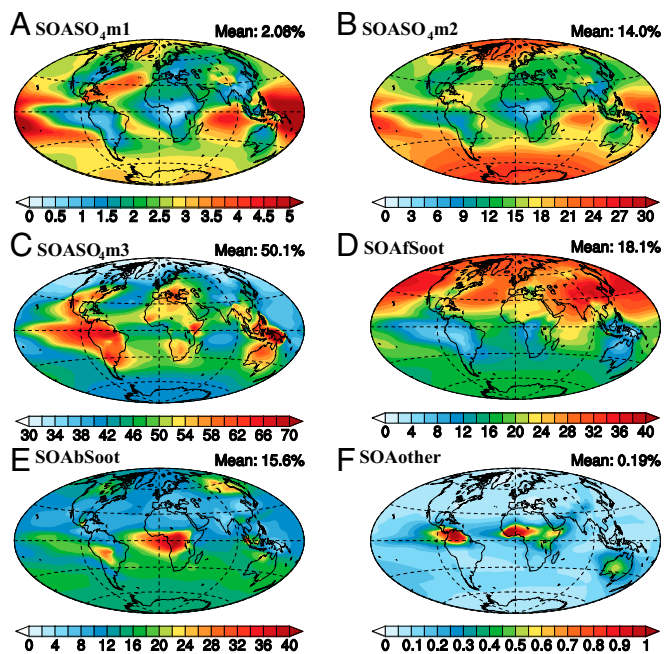 A SOASO₄m1 Mean: 2.08%
B SOASO₄m2 Mean: 14.0%
0 0.5 1 1.5 2 2.5 3 3.5 4 4.5 5
0 3 6 9 12 15 18 21 24 27 30
C SOASO₄m3 Mean: 50.1%
D SOAfSoot Mean: 18.1%
30 34 38 42 46 50 54 58 62 66 70
0 4 8 12 16 20 24 28 32 36 40
E SOAbSoot Mean: 15.6%
F SOAother Mean: 0.19%
0 4 8 12 16 20 24 28 32 36 40
0 0.1 0.2 0.3 0.4 0.5 0.6 0.7 0.8 0.9 1